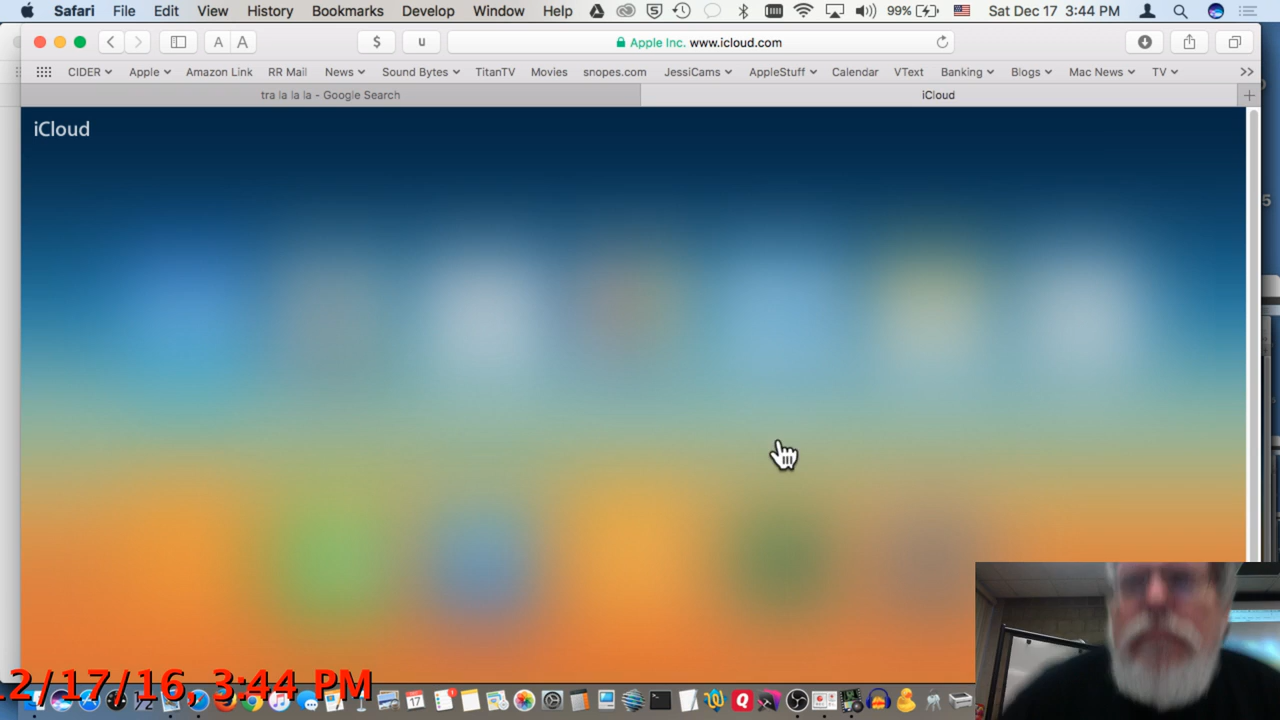 Safari File Edit View History Bookmarks Develop Window Help 99% Sat Dec 17 3:44 PM
A A $ u Apple Inc. www.icloud.com
CIDER Apple Amazon Link RR Mail News Sound Bytes TitanTV Movies snopes.com JessiCams AppleStuff Calendar VText Banking Blogs Mac News TV
tra la la la - Google Search iCloud
iCloud
12/17/16, 3:44 PM